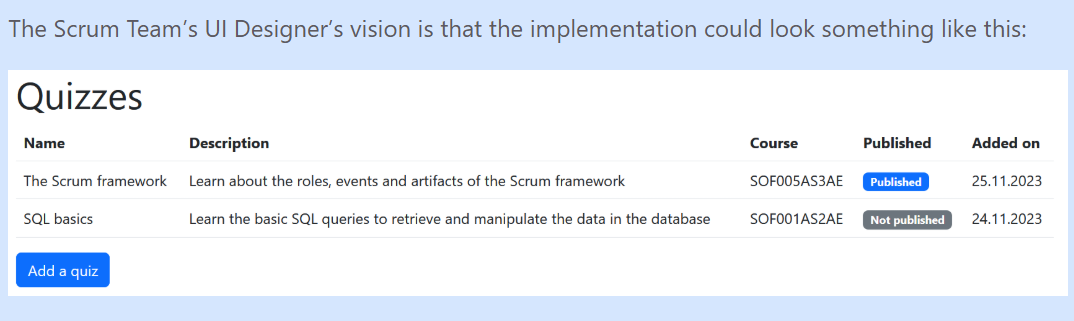 The Scrum Team’s UI Designer’s vision is that the implementation could look something like this:
Quizzes
Name Description Course Published Added on
The Scrum framework Learn about the roles, events and artifacts of the Scrum framework SOF005AS3AE Published 25.11.2023
SQL basics Learn the basic SQL queries to retrieve and manipulate the data in the database SOF001AS2AE Not published 24.11.2023
Add a quiz